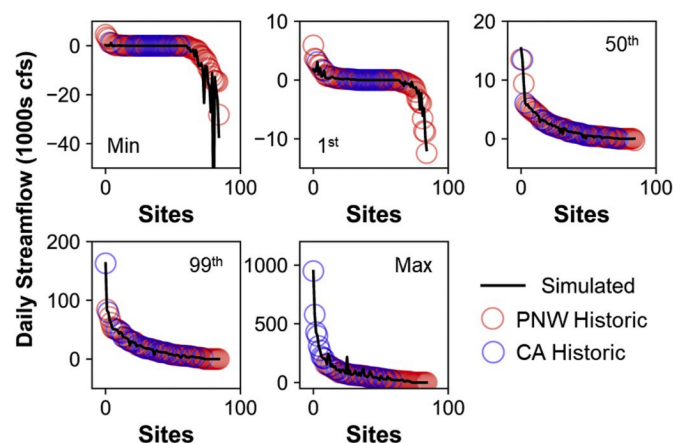 Daily Streamflow (1000s cfs)
0
-20
-40
Min
0
100
Sites
10
0
-10
1st
0
100
Sites
20
10
0
50th
0
100
Sites
200
100
0
99th
0
100
Sites
1000
500
0
Max
0
100
Sites
Simulated
PNW Historic
CA Historic